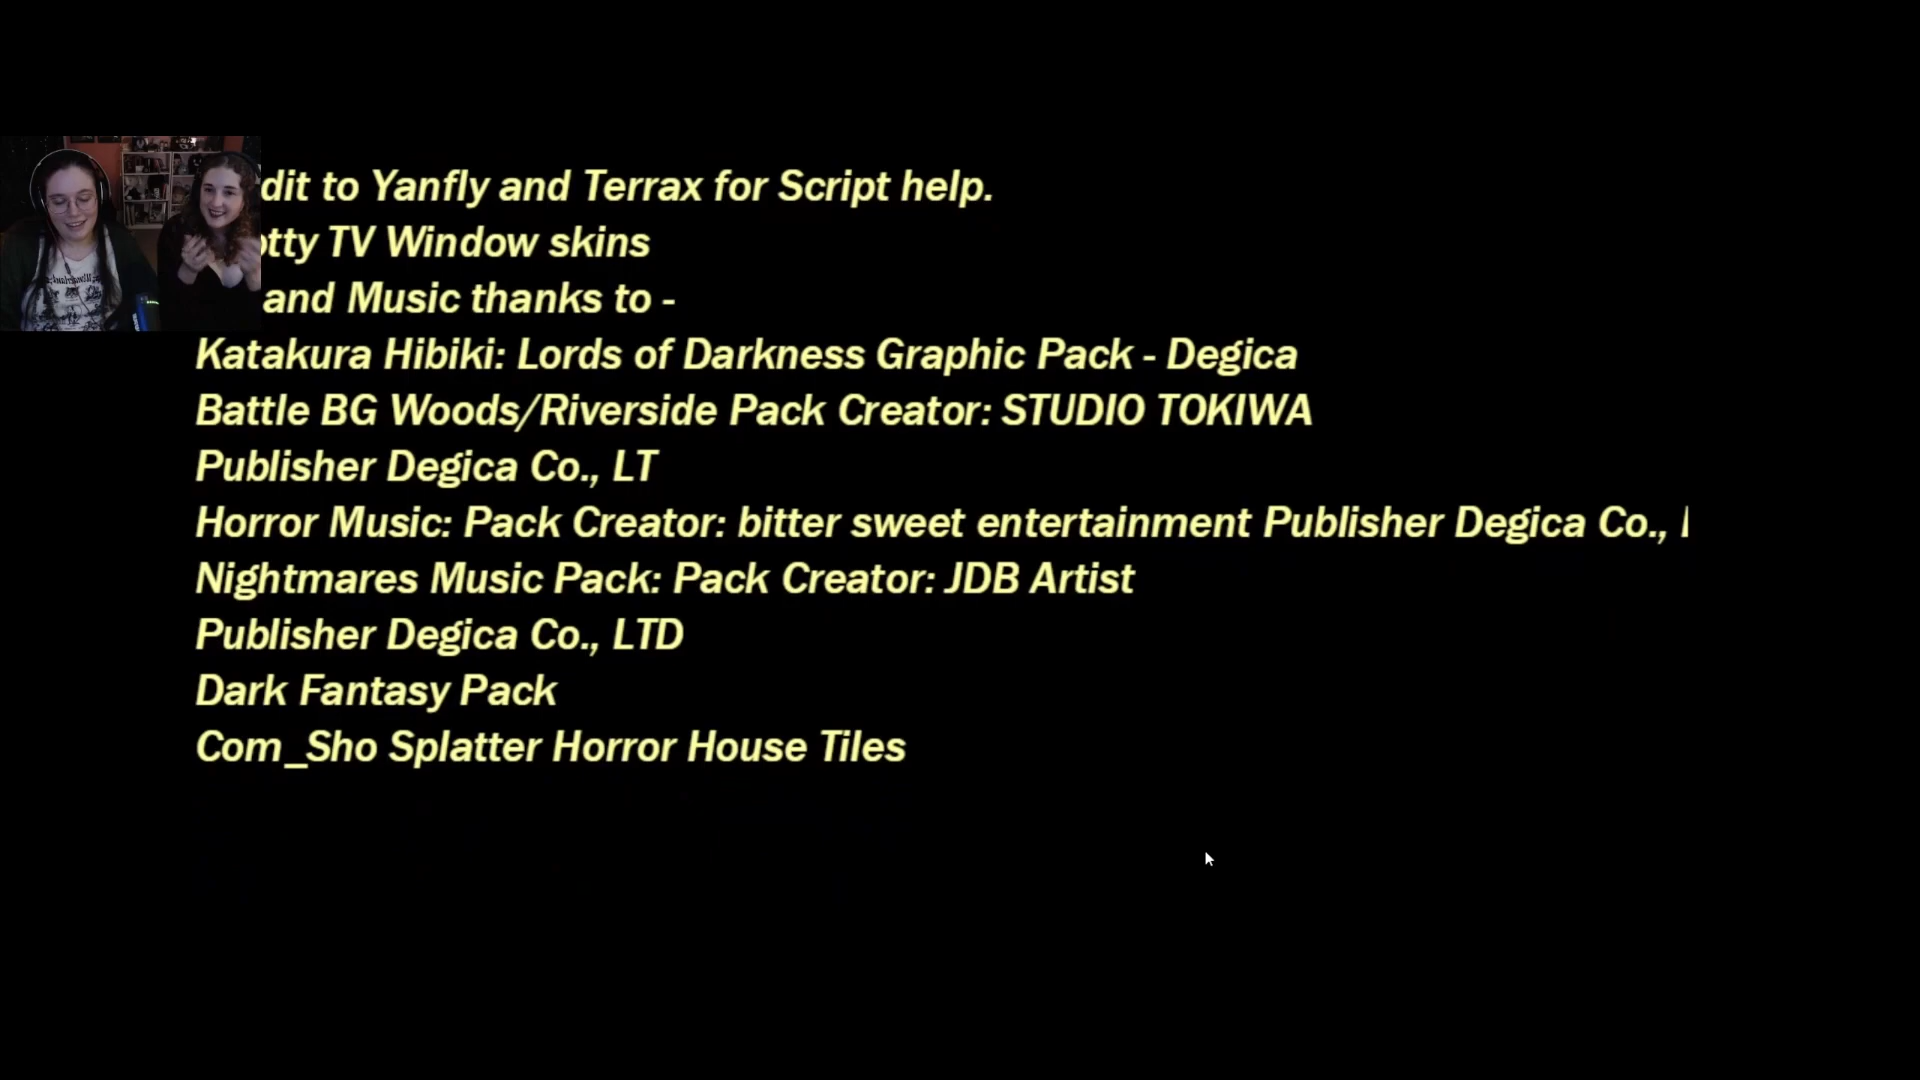 dit to Yanfly and Terrax for Script help.
otty TV Window skins
and Music thanks to -
Katakura Hibiki: Lords of Darkness Graphic Pack - Degica
Battle BG Woods/Riverside Pack Creator: STUDIO TOKIWA
Publisher Degica Co., LT
Horror Music: Pack Creator: bitter sweet entertainment Publisher Degica Co.,
Nightmares Music Pack: Pack Creator: JDB Artist
Publisher Degica Co., LTD
Dark Fantasy Pack
Com_Sho Splatter Horror House Tiles